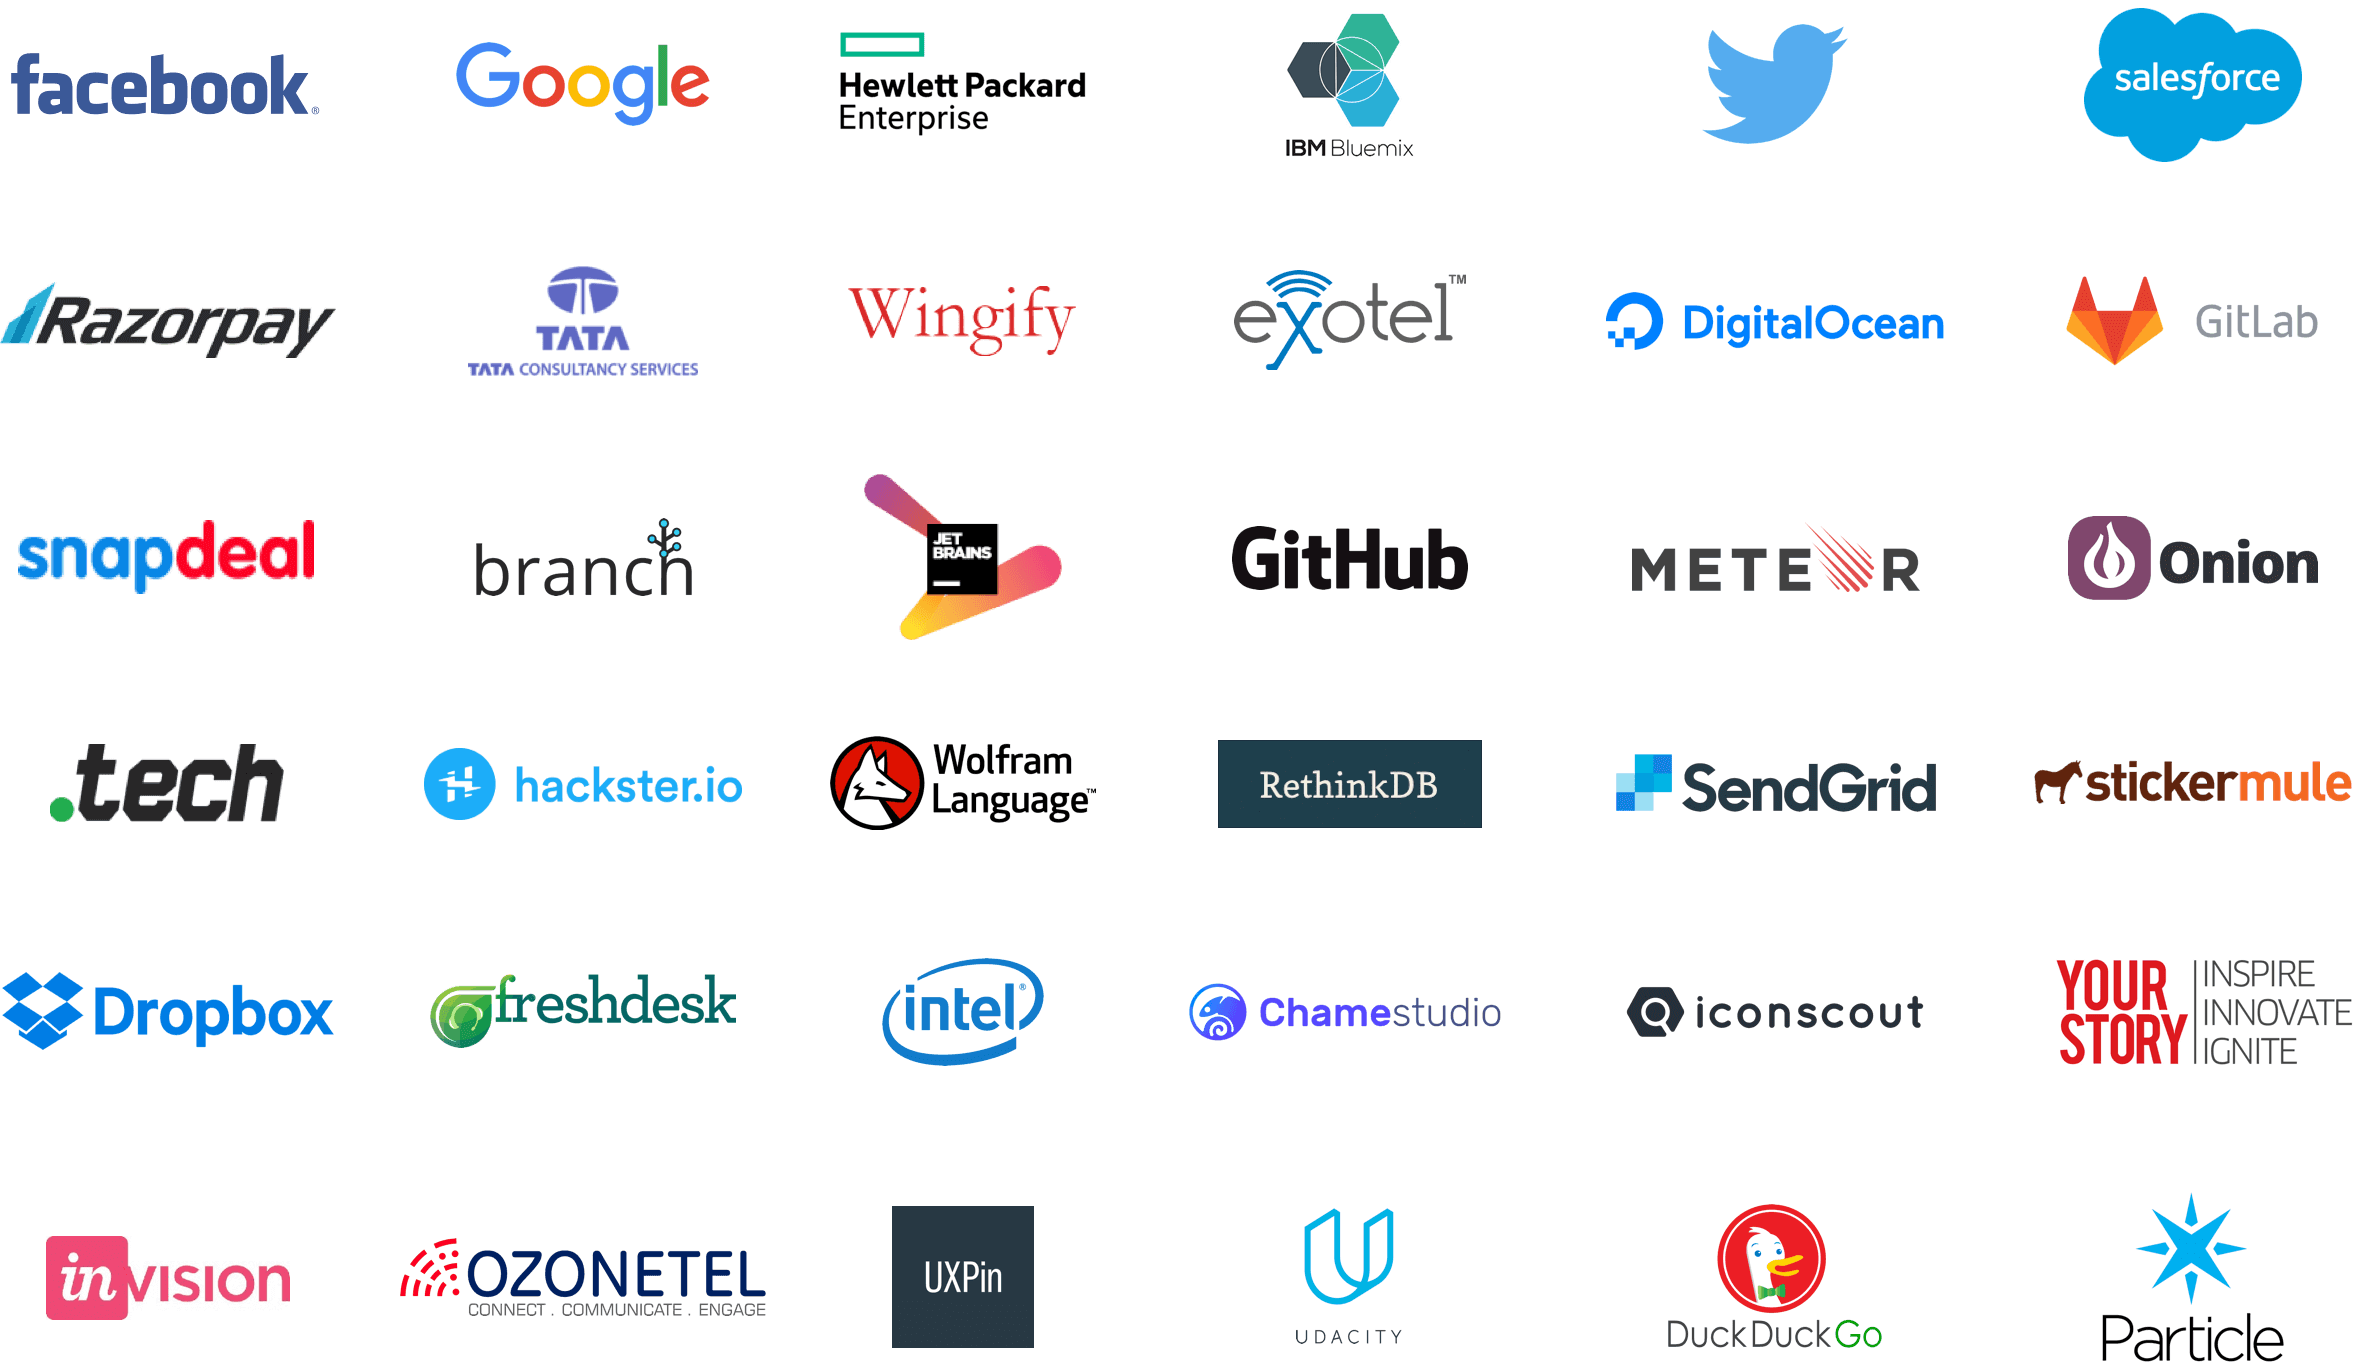 facebook®
Google
Hewlett Packard
Enterprise
IBM Bluemix
salesforce
Razorpay
TATA
TATA CONSULTANCY SERVICES
Wingify
exotel™
DigitalOcean
GitLab
snapdeal
branch
JET
BRAINS
GitHub
METEOR
Onion
.tech
hackster.io
Wolfram
Language™
RethinkDB
SendGrid
stickermule
Dropbox
freshdesk
intel®
Chamestudio
iconscout
YOUR
STORY
INSPIRE
INNOVATE
IGNITE
inVISION
OZONETEL
CONNECT . COMMUNICATE . ENGAGE
UXPin
UDACITY
DuckDuckGo
Particle